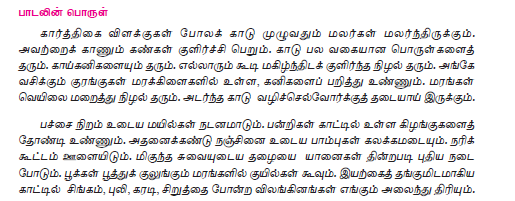 பாடலின் பொருள்
கார்த்திகை விளக்குகள் போலக் காடு முழுவதும் மலர்கள் மலர்ந்திருக்கும்.
அவற்றைக் காணும் கண்கள் குளிர்ச்சி பெறும். காடு பல வகையான பொருள்களைத்
தரும். காய்கனிகளையும் தரும். எல்லாரும் கூடி மகிழ்ந்திடக் குளிர்ந்த நிழல் தரும். அங்கே
வசிக்கும் குரங்குகள் மரக்கிளைகளில் உள்ள, கனிகளைப் பறித்து உண்ணும். மரங்கள்
வெயிலை மறைத்து நிழல் தரும். அடர்ந்த காடு வழிச்செல்வோர்க்குத் தடையாய் இருக்கும்.
பச்சை நிறம் உடைய மயில்கள் நடனமாடும். பன்றிகள் காட்டில் உள்ள கிழங்குகளைத்
தோண்டி உண்ணும். அதனைக்கண்டு நஞ்சினை உடைய பாம்புகள் கலக்கமடையும். நரிக்
கூட்டம் ஊளையிடும். மிகுந்த சுவையுடைய தழையை யானைகள் தின்றபடி புதிய நடை
போடும். பூக்கள் பூத்துக் குலுங்கும் மரங்களில் குயில்கள் கூவும். இயற்கைத் தங்குமிடமாகிய
காட்டில் சிங்கம், புலி, கரடி, சிறுத்தை போன்ற விலங்கினங்கள் எங்கும் அலைந்து திரியும்.